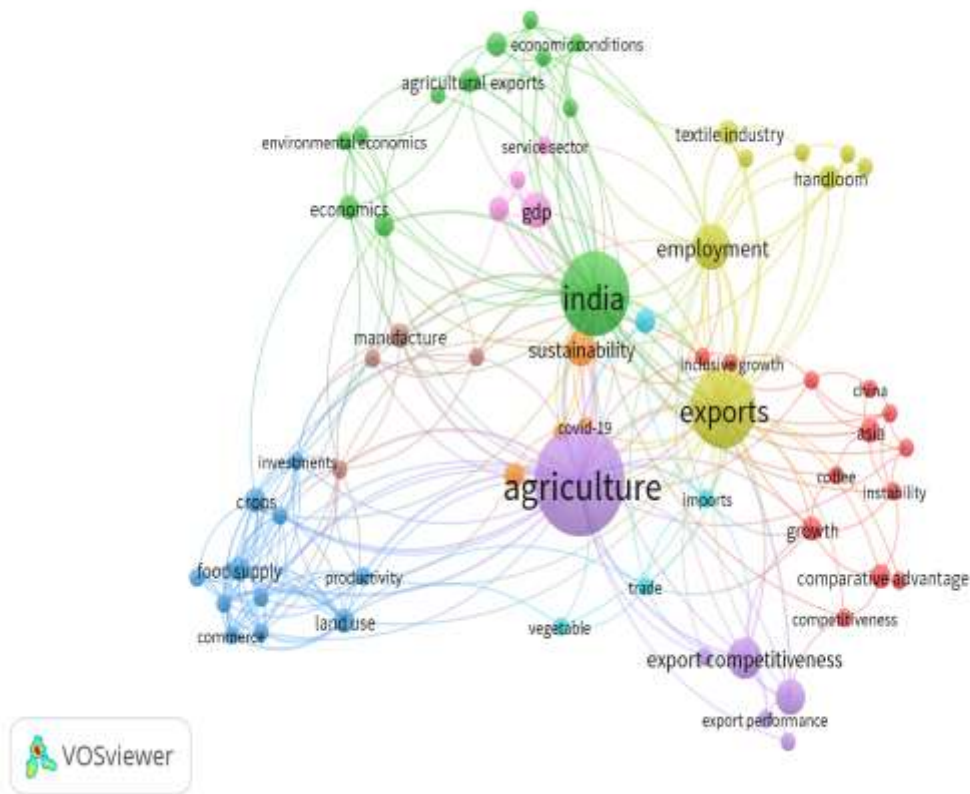 economic conditions
agricultural exports
textile industry
environmental economics
service sector
handloom
economics
gdp
employment
india
manufacture
sustainability
inclusive growth
china
exports
covid-19
asia
investments
coffee
agriculture
crops
imports
instability
growth
food supply
productivity
trade
comparative advantage
land use
vegetable
competitiveness
commerce
export competitiveness
export performance
VOSviewer